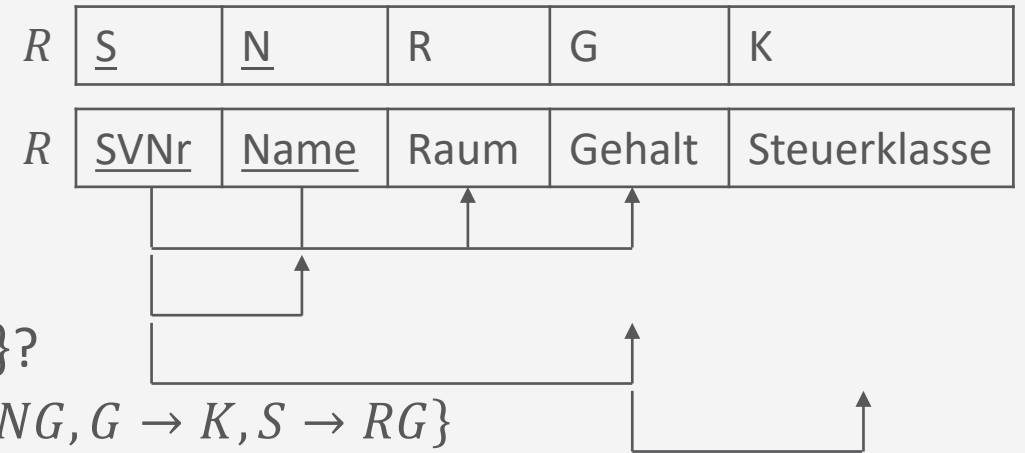 R S N R G K
R SVNr Name Raum Gehalt Steuerklasse
}?
NG, G → K, S → RG}